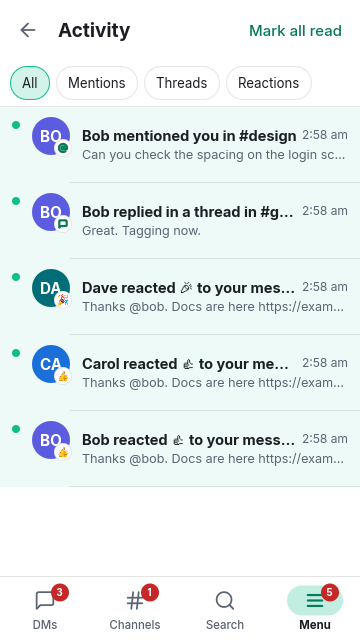 Activity
Mark all read
All
Mentions
Threads
Reactions
BO
Bob mentioned you in #design
2:58 am
Can you check the spacing on the login sc...
BO
Bob replied in a thread in #g...
2:58 am
Great. Tagging now.
DA
Dave reacted 🎉 to your mes...
2:58 am
Thanks @bob. Docs are here https://exam...
CA
Carol reacted 👍 to your me...
2:58 am
Thanks @bob. Docs are here https://exam...
BO
Bob reacted 👍 to your mess...
2:58 am
Thanks @bob. Docs are here https://exam...
3
1
5
DMs
Channels
Search
Menu